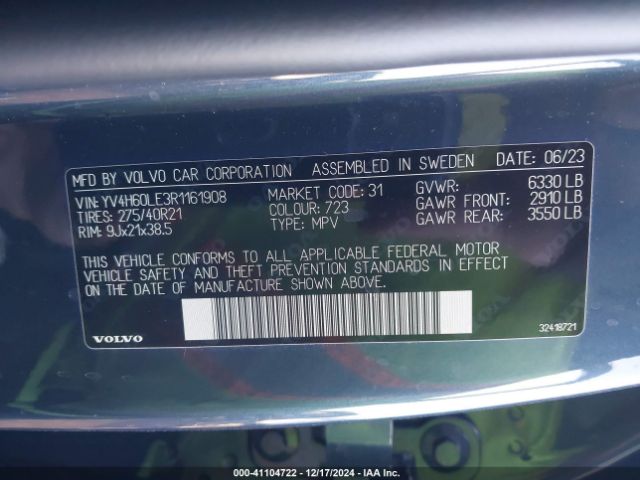 MFD BY VOLVO CAR CORPORATION ASSEMBLED IN SWEDEN DATE: 06/23
VIN: YV4H60LE3R1161908 MARKET CODE: 31 GVWR: 6330 LB
TIRES: 275/40R21 COLOUR: 723 GAWR FRONT: 2910 LB
RIM: 9Jx21x38.5 TYPE: MPV GAWR REAR: 3550 LB
THIS VEHICLE CONFORMS TO ALL APPLICABLE FEDERAL MOTOR
VEHICLE SAFETY AND THEFT PREVENTION STANDARDS IN EFFECT
ON THE DATE OF MANUFACTURE SHOWN ABOVE.
32418721
VOLVO
000-41104722 - 12/17/2024 - IAA Inc.